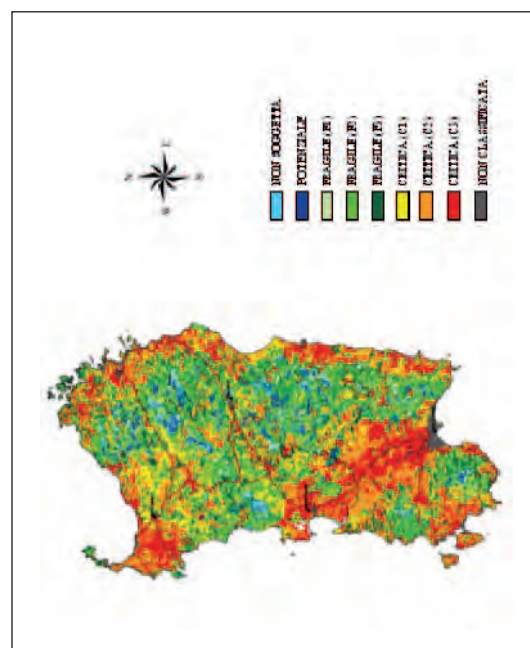 NON SOGGETTA
POTENZIALE
FRAGILE (F1)
FRAGILE (F2)
FRAGILE (F3)
CRITICA (C1)
CRITICA (C2)
CRITICA (C3)
NON CLASSIFICATA